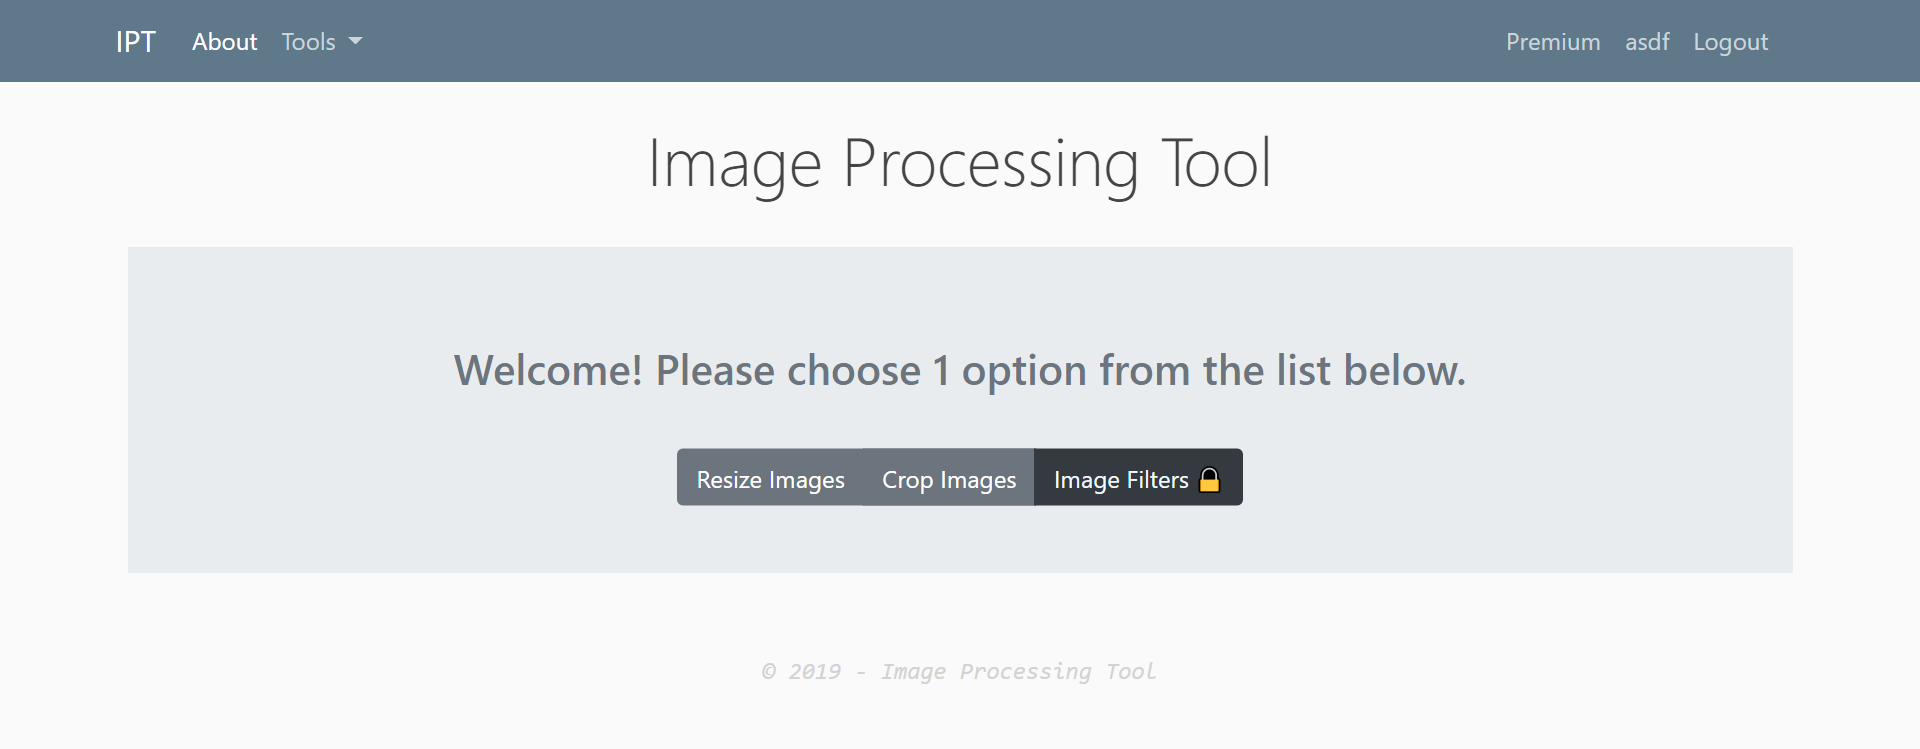 IPT About Tools Premium asdf Logout
Image Processing Tool
Welcome! Please choose 1 option from the list below.
Resize Images Crop Images Image Filters 🔒
© 2019 - Image Processing Tool